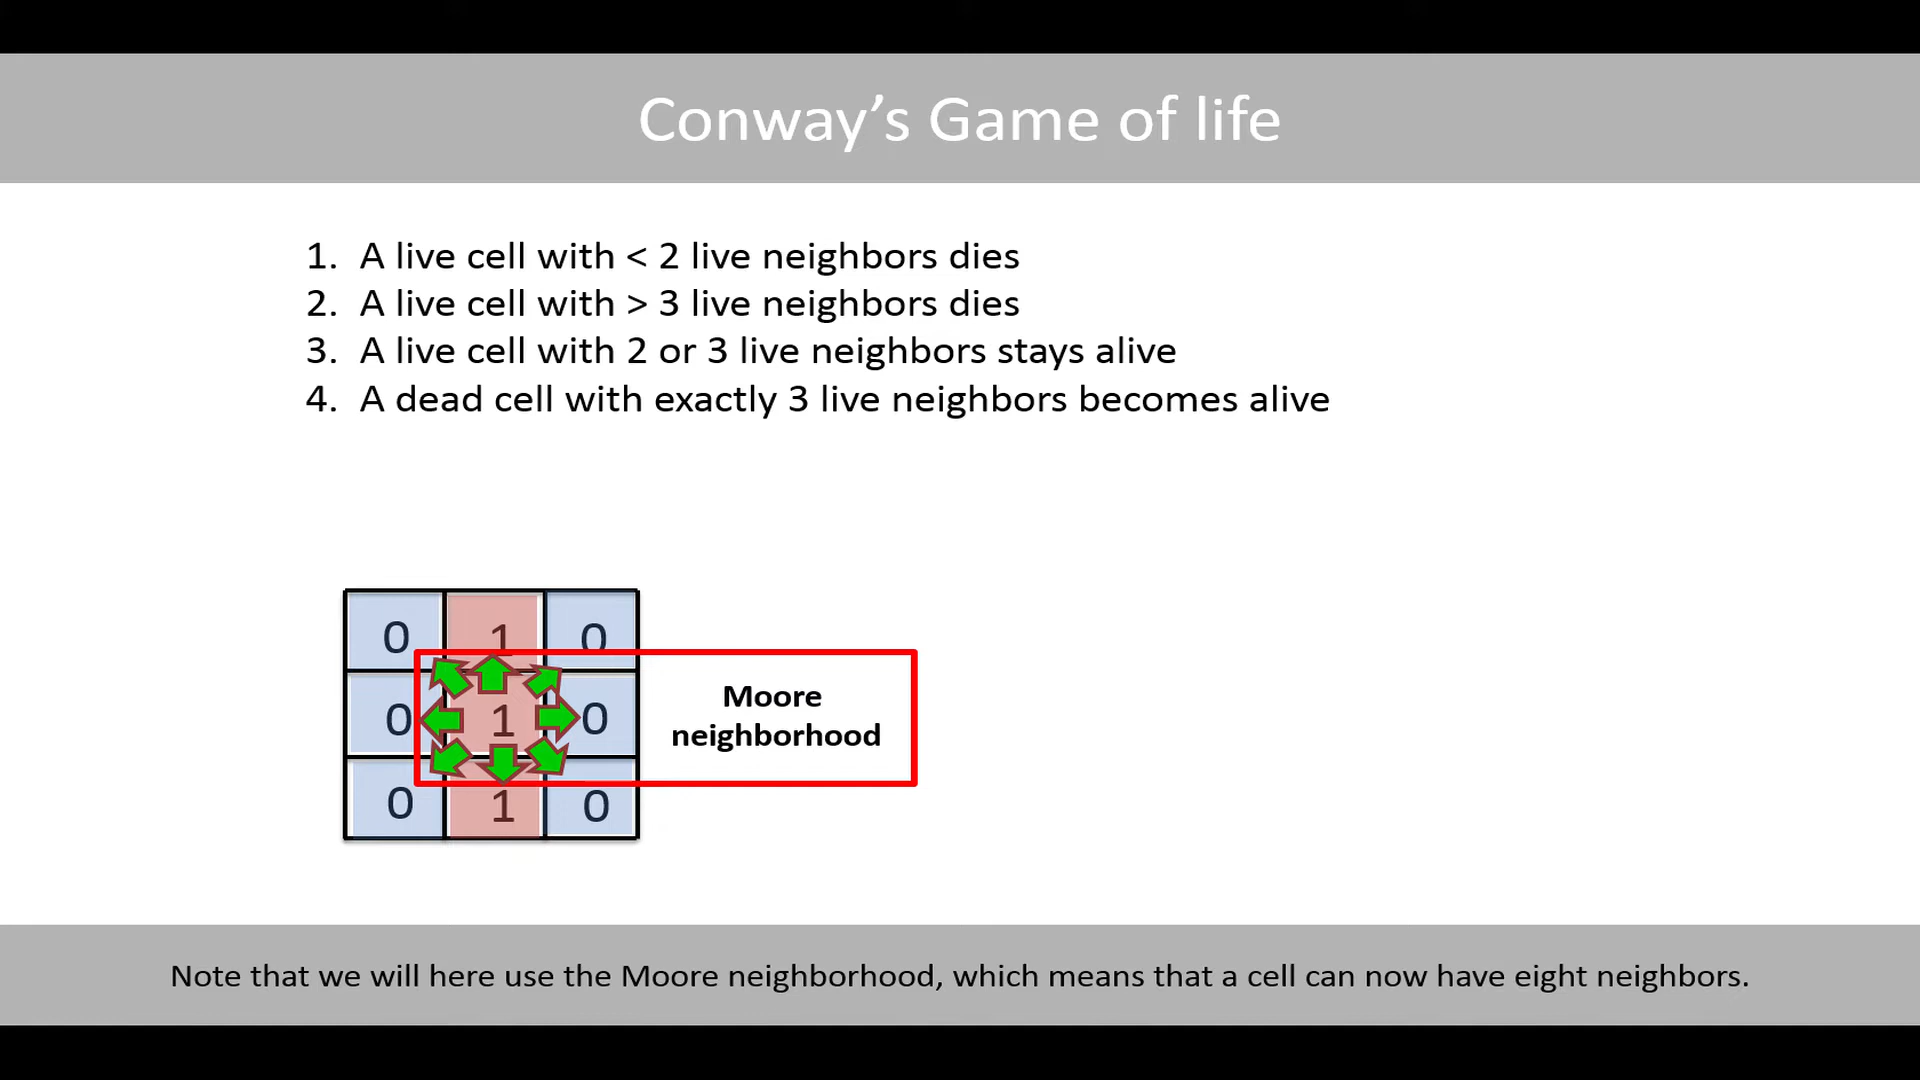 Conway’s Game of life
1. A live cell with < 2 live neighbors dies
2. A live cell with > 3 live neighbors dies
3. A live cell with 2 or 3 live neighbors stays alive
4. A dead cell with exactly 3 live neighbors becomes alive
0 1 0
0 1 0
0 1 0
Moore
neighborhood
Note that we will here use the Moore neighborhood, which means that a cell can now have eight neighbors.